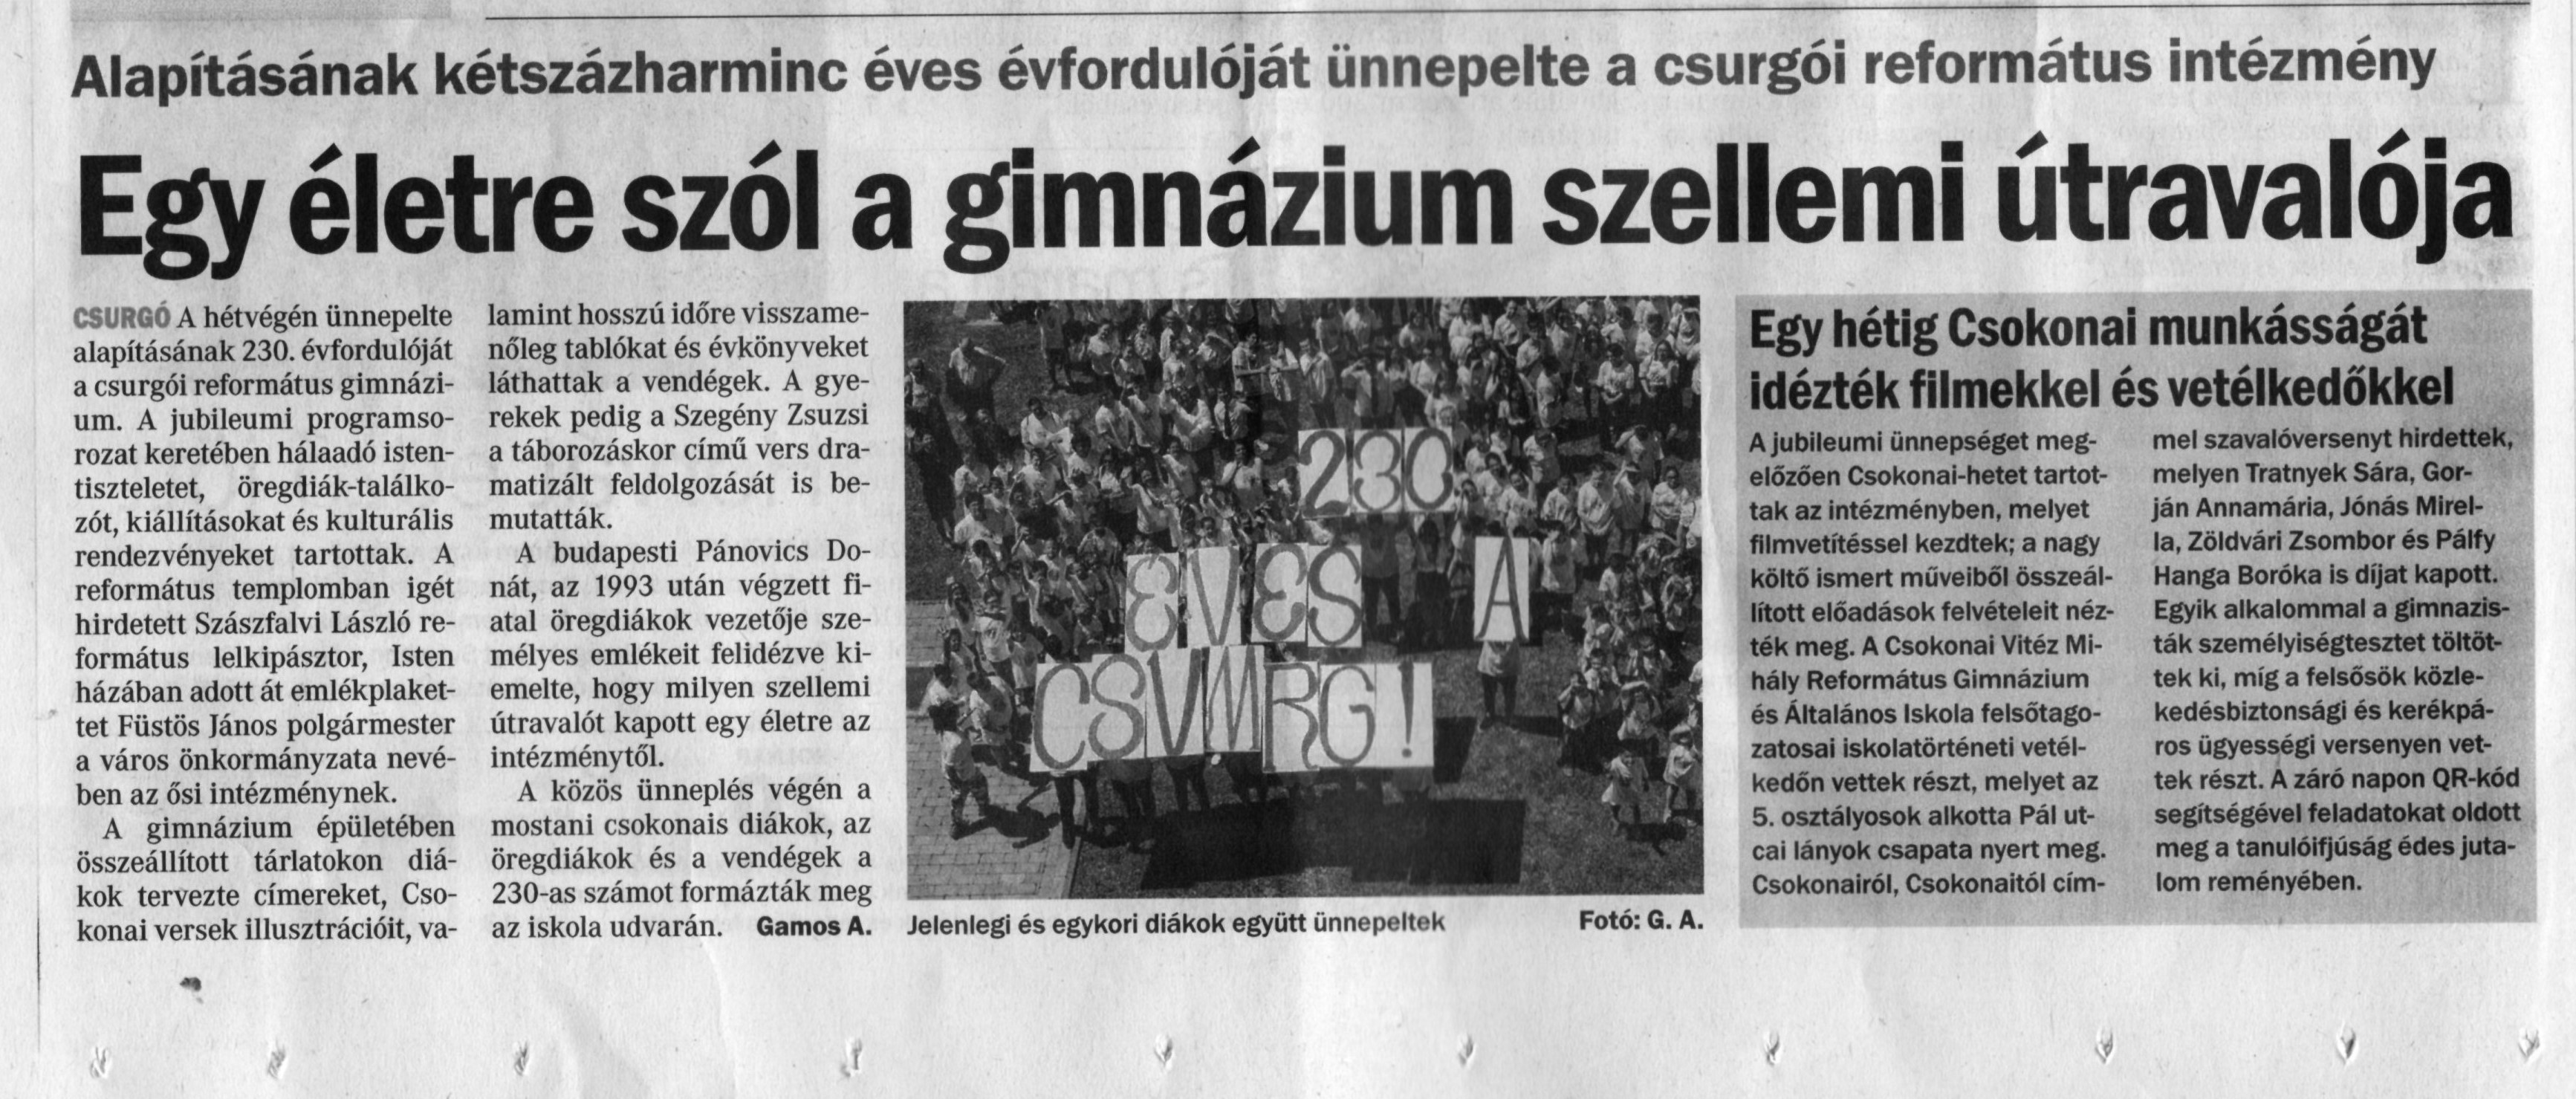 Alapításának kétszázharminc éves évfordulóját ünnepelte a csurgói református intézmény
Egy életre szól a gimnázium szellemi útravalója
CSURGÓ A hétvégén ünnepelte
alapításának 230. évfordulóját
a csurgói református gimnázi-
um. A jubileumi programso-
rozat keretében hálaadó isten-
tiszteletet, öregdiák-találko-
zót, kiállításokat és kulturális
rendezvényeket tartottak. A
református templomban igét
hirdetett Szászfalvi László re-
formátus lelkipásztor, Isten
házában adott át emlékplaket-
tet Füstös János polgármester
a város önkormányzata nevé-
ben az ősi intézménynek.
A gimnázium épületében
összeállított tárlatokon diá-
kok tervezte címereket, Cso-
konai versek illusztrációit, va-
lamint hosszú időre visszame-
nőleg tablókat és évkönyveket
láthattak a vendégek. A gye-
rekek pedig a Szegény Zsuzsi
a táborozáskor című vers dra-
matizált feldolgozását is be-
mutatták.
A budapesti Pánovics Do-
nát, az 1993 után végzett fi-
atal öregdiákok vezetője sze-
mélyes emlékeit felidézve ki-
emelte, hogy milyen szellemi
útravalót kapott egy életre az
intézménytől.
A közös ünneplés végén a
mostani csokonais diákok, az
öregdiákok és a vendégek a
230-as számot formázták meg
az iskola udvarán. Gamos A.
230
ÉVES A
CSVMRG!
Jelenlegi és egykori diákok együtt ünnepeltek Fotó: G. A.
Egy hétig Csokonai munkásságát
idézték filmekkel és vetélkedőkkel
A jubileumi ünnepséget meg-
előzően Csokonai-hetet tartot-
tak az intézményben, melyet
filmvetítéssel kezdtek; a nagy
költő ismert műveiből összeál-
lított előadások felvételeit néz-
ték meg. A Csokonai Vitéz Mi-
hály Református Gimnázium
és Általános Iskola felsőtago-
zatosai iskolatörténeti vetél-
kedőn vettek részt, melyet az
5. osztályosok alkotta Pál ut-
cai lányok csapata nyert meg.
Csokonairól, Csokonaitól cím-
mel szavalóversenyt hirdettek,
melyen Tratnyek Sára, Gor-
ján Annamária, Jónás Mirel-
la, Zöldvári Zsombor és Pálfy
Hanga Boróka is díjat kapott.
Egyik alkalommal a gimnazis-
ták személyiségtesztet töltöt-
tek ki, míg a felsősök közle-
kedésbiztonsági és kerékpá-
ros ügyességi versenyen vet-
tek részt. A záró napon QR-kód
segítségével feladatokat oldott
meg a tanulóifjúság édes juta-
lom reményében.